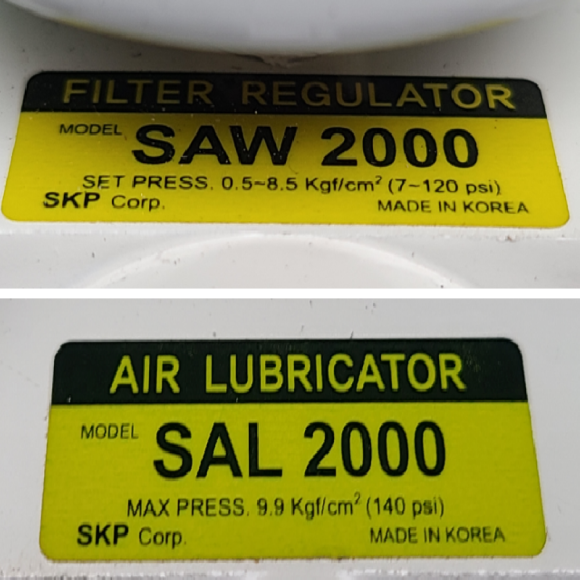 FILTER REGULATOR
MODEL SAW 2000
SET PRESS. 0.5~8.5 Kgf/cm² (7~120 psi)
SKP Corp. MADE IN KOREA
AIR LUBRICATOR
MODEL SAL 2000
MAX PRESS. 9.9 Kgf/cm² (140 psi)
SKP Corp. MADE IN KOREA